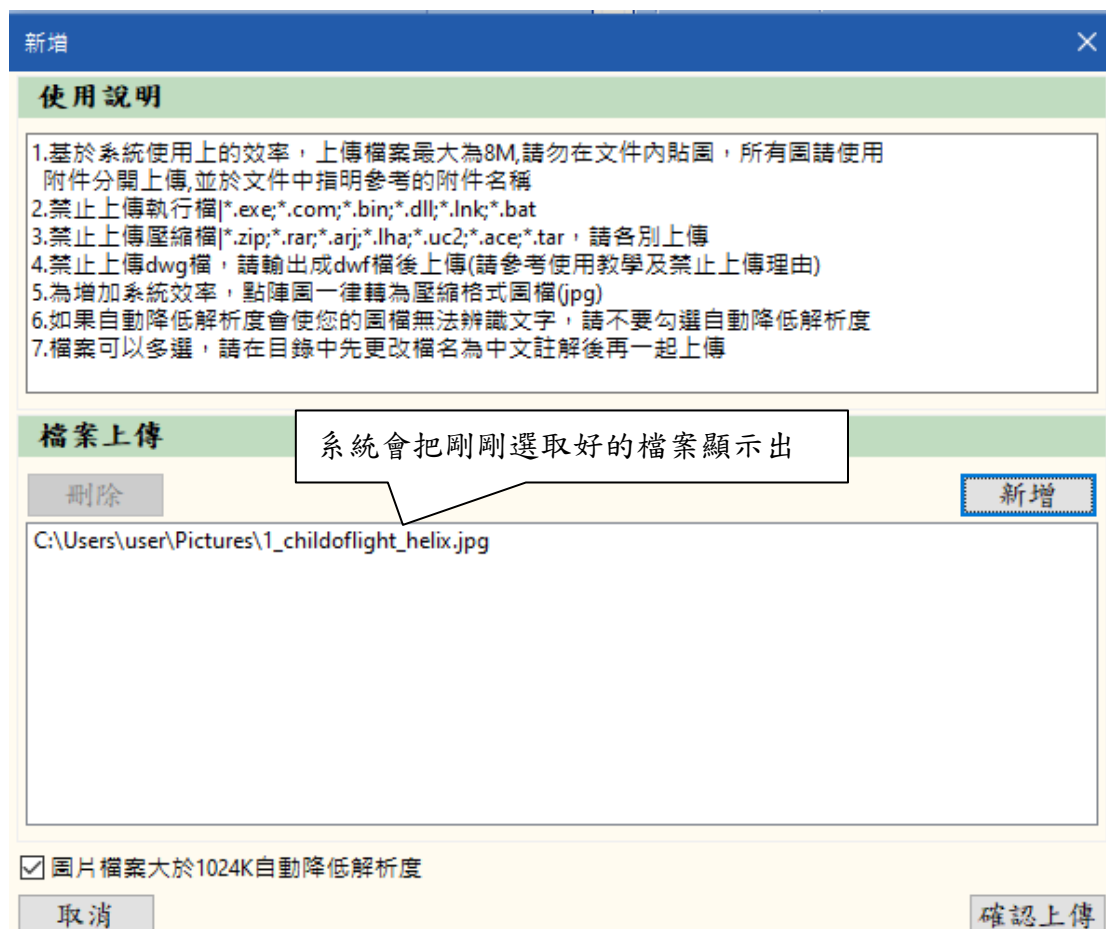 新增
使用說明
1.基於系統使用上的效率，上傳檔案最大為8M,請勿在文件內貼圖，所有圖請使用
附件分開上傳,並於文件中指明參考的附件名稱
2.禁止上傳執行檔|*.exe;*.com;*.bin;*.dll;*.lnk;*.bat
3.禁止上傳壓縮檔|*.zip;*.rar;*.arj;*.lha;*.uc2;*.ace;*.tar，請各別上傳
4.禁止上傳dwg檔，請輸出成dwf檔後上傳(請參考使用教學及禁止上傳理由)
5.為增加系統效率，點陣圖一律轉為壓縮格式圖檔(jpg)
6.如果自動降低解析度會使您的圖檔無法辨識文字，請不要勾選自動降低解析度
7.檔案可以多選，請在目錄中先更改檔名為中文註解後再一起上傳
檔案上傳
系統會把剛剛選取好的檔案顯示出
刪除
新增
C:\Users\user\Pictures\1_childoflight_helix.jpg
圖片檔案大於1024K自動降低解析度
取消
確認上傳